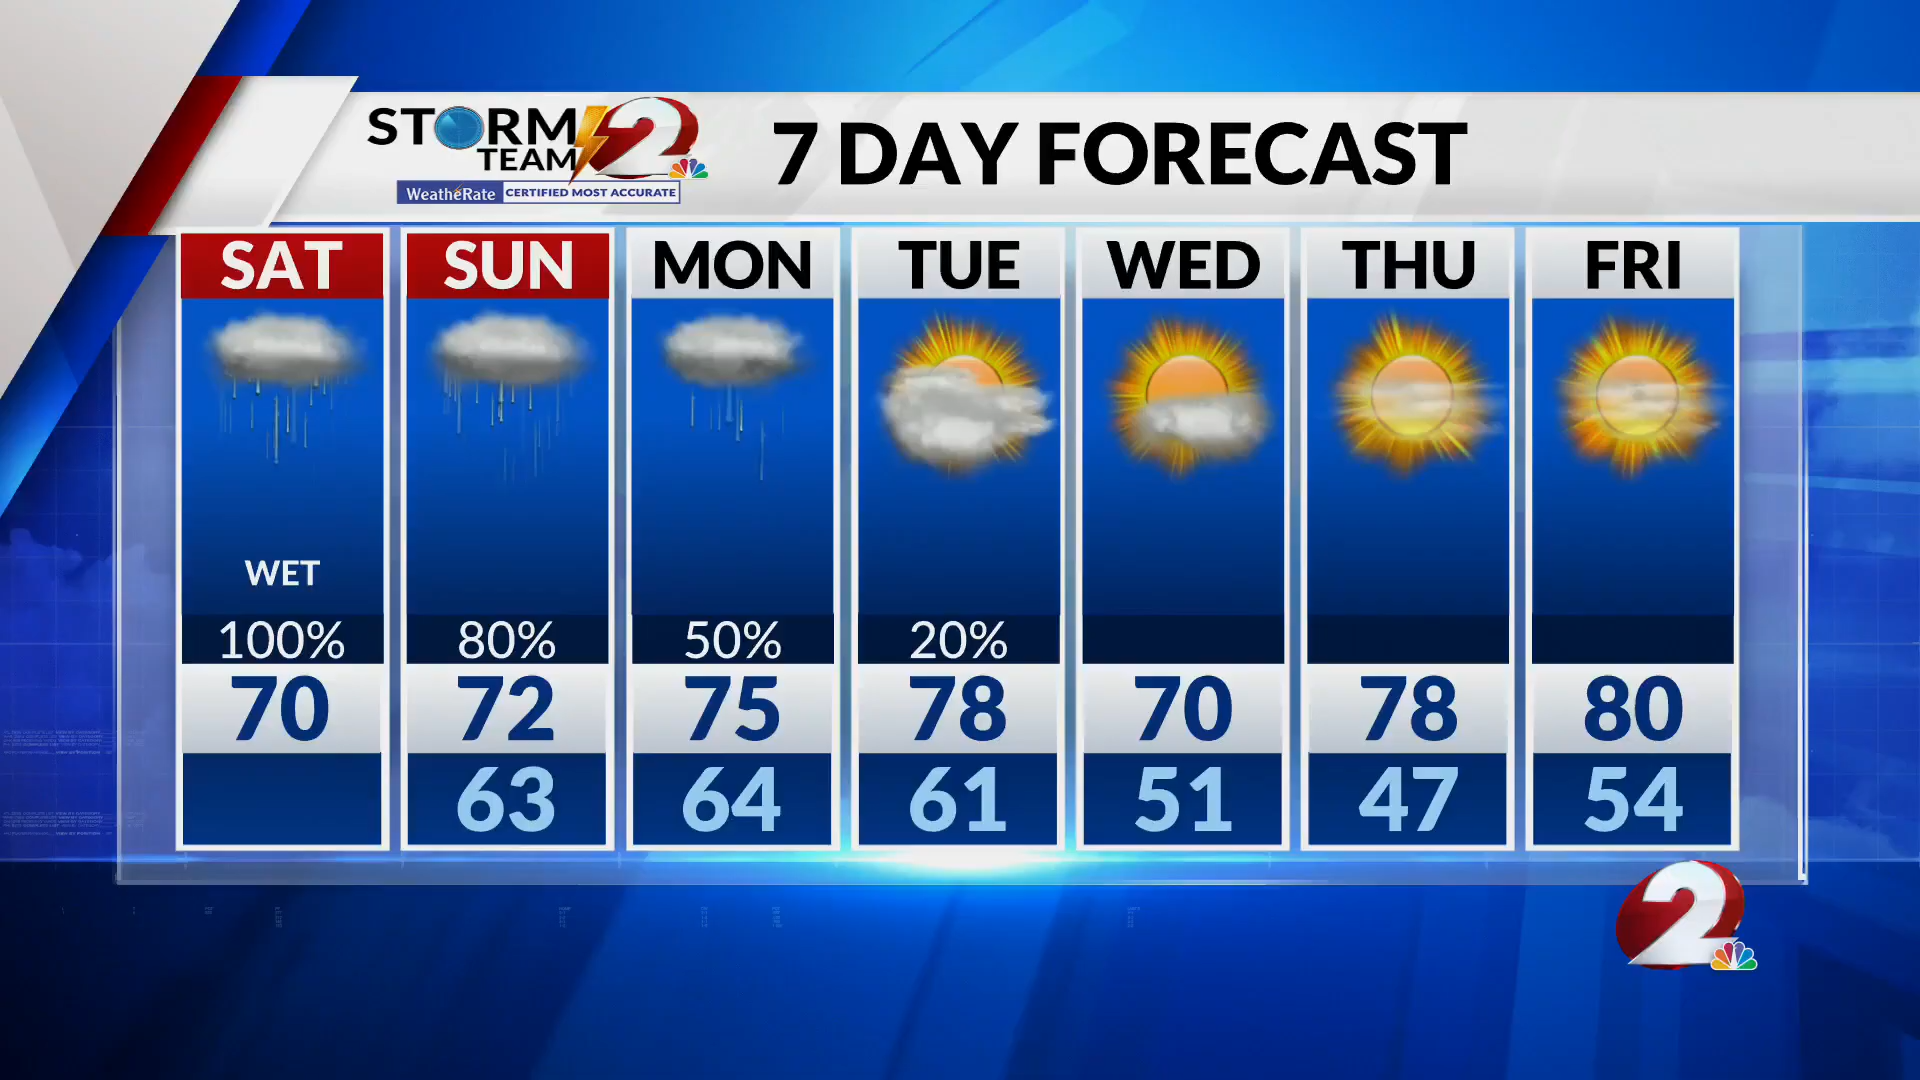 STORM
TEAM 2
WeatheRate CERTIFIED MOST ACCURATE
7 DAY FORECAST
SAT SUN MON TUE WED THU FRI
WET
100% 80% 50% 20%
70 72 75 78 70 78 80
63 64 61 51 47 54
2